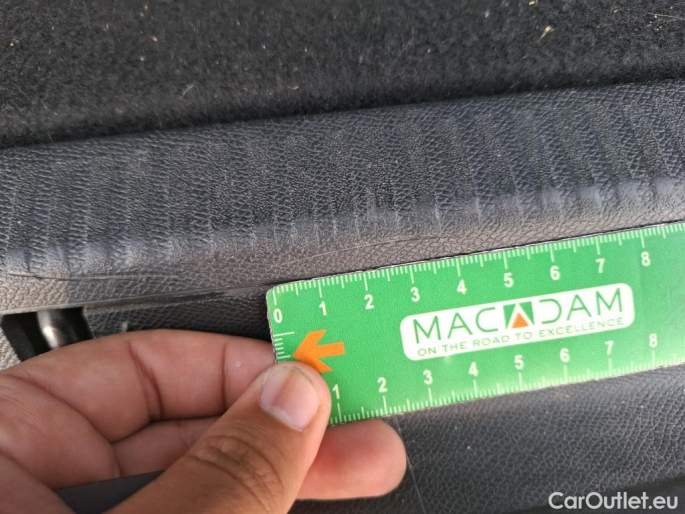 0 1 2 3 4 5 6 7 8
MACADAM
ON THE ROAD TO EXCELLENCE
1 2 3 4 5 6 7 8
CarOutlet.eu